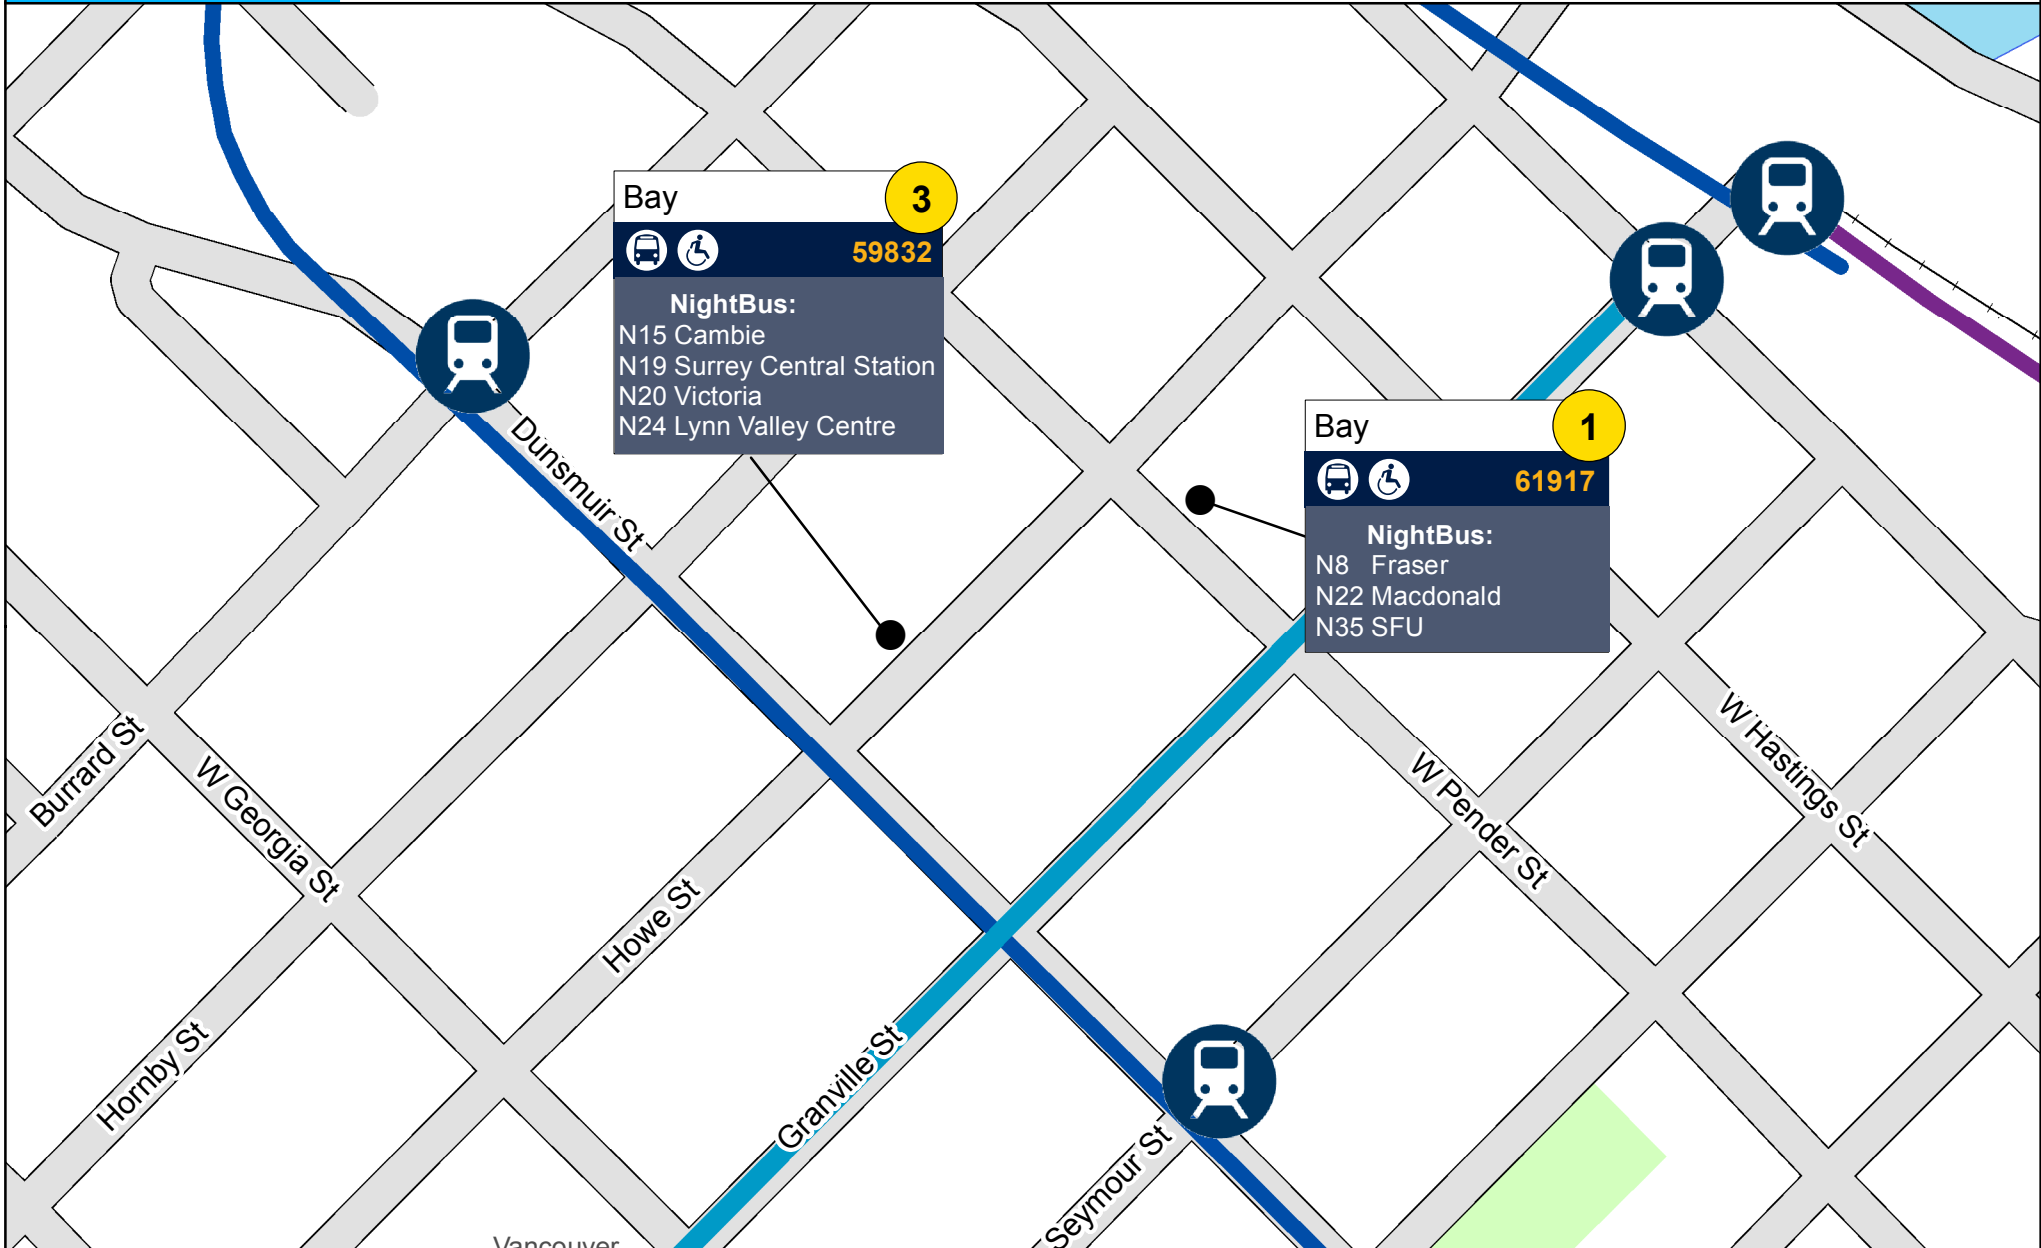 Bay 3
59832
NightBus:
N15 Cambie
N19 Surrey Central Station
N20 Victoria
N24 Lynn Valley Centre
Bay 1
61917
NightBus:
N8 Fraser
N22 Macdonald
N35 SFU
Dunsmuir St
Burrard St
W Georgia St
W Hastings St
W Pender St
Howe St
Hornby St
Granville St
Seymour St
Vancouver